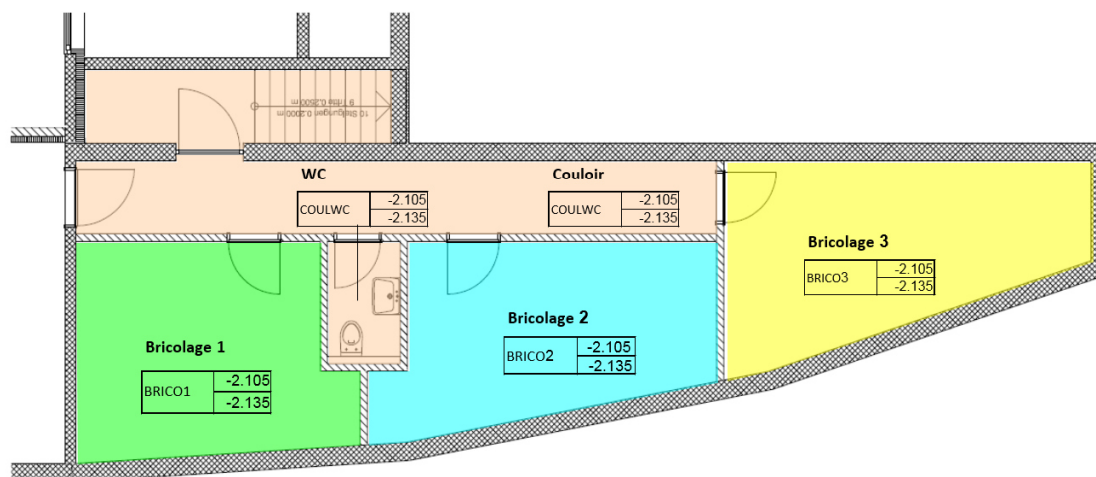 10 Steigungen 0.2000 m
9 Tritte 0.2500 m
WC
COULWC
-2.105
-2.135
Couloir
COULWC
-2.105
-2.135
Bricolage 3
BRICO3
-2.105
-2.135
Bricolage 2
BRICO2
-2.105
-2.135
Bricolage 1
BRICO1
-2.105
-2.135